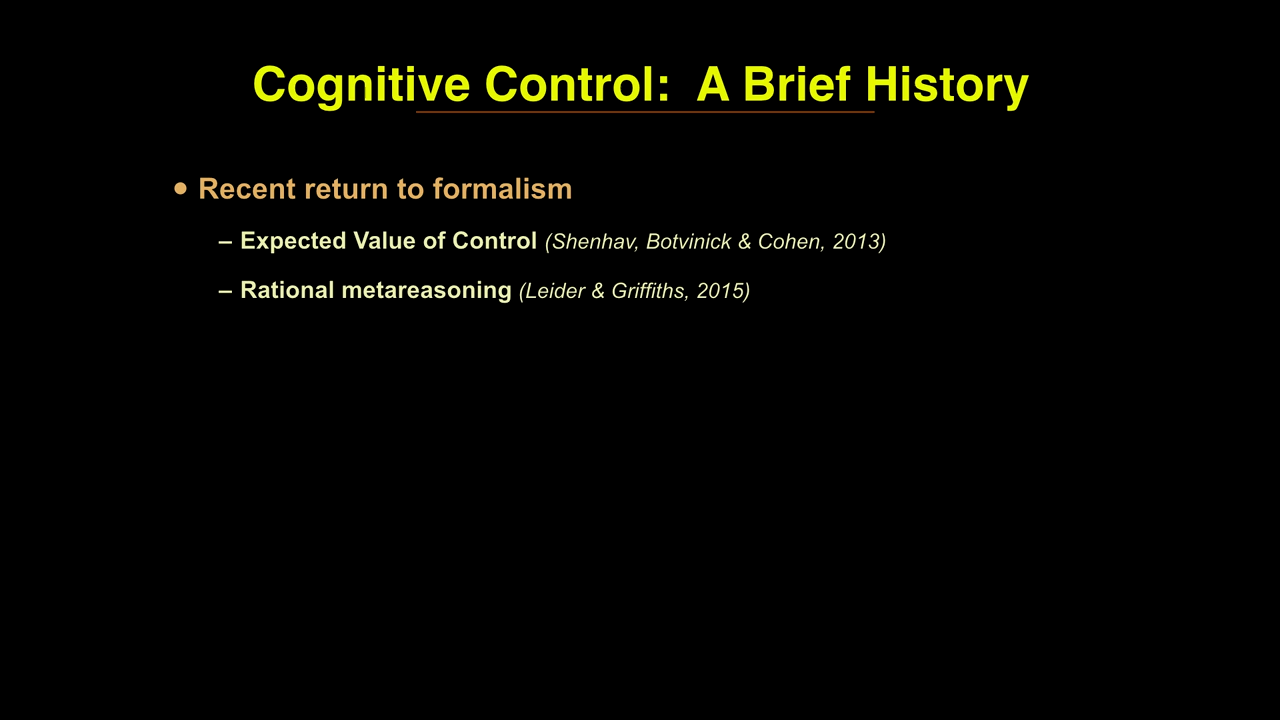 Cognitive Control:  A Brief History
• Recent return to formalism
– Expected Value of Control (Shenhav, Botvinick & Cohen, 2013)
– Rational metareasoning (Leider & Griffiths, 2015)